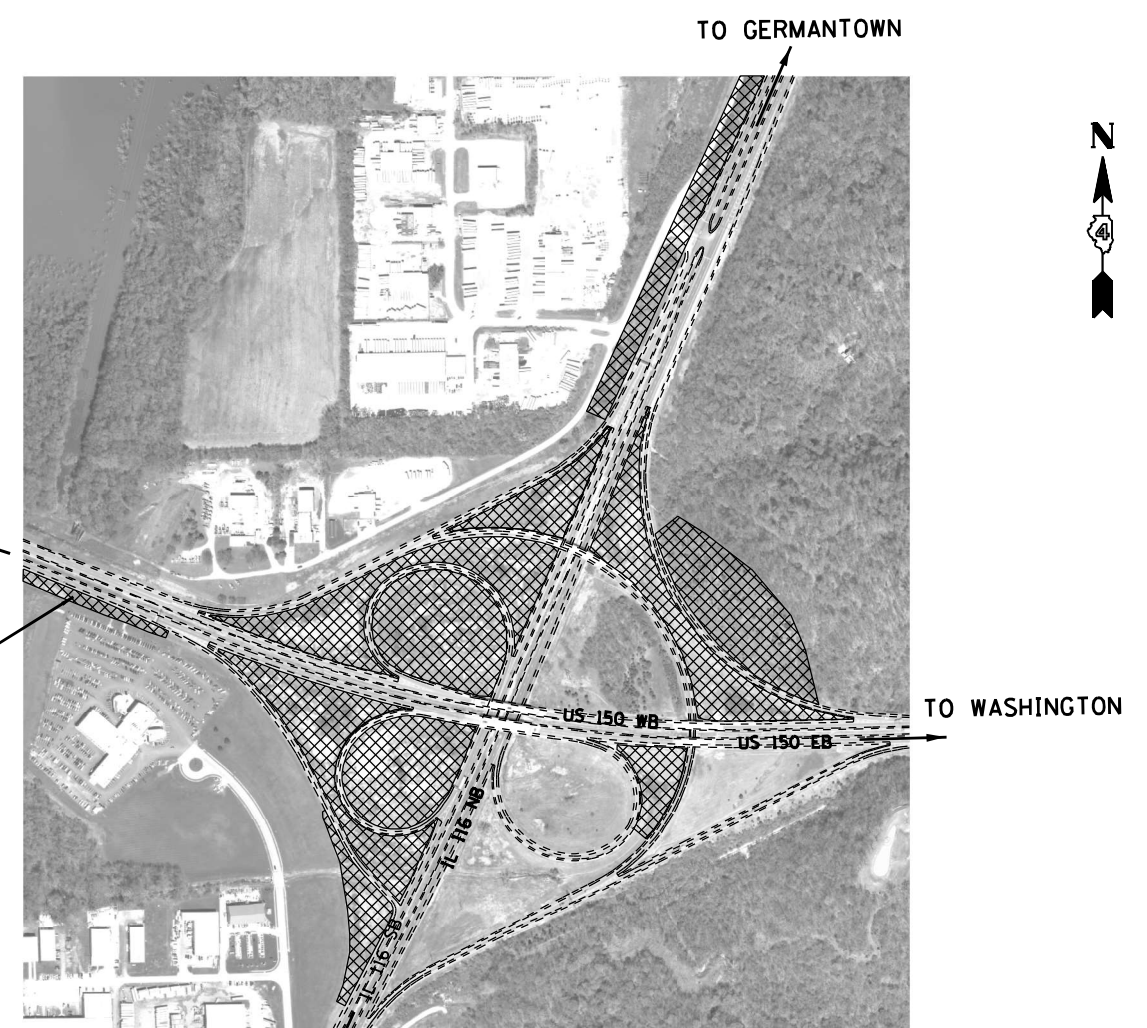 TO GERMANTOWN
N
4
TO WASHINGTON
US 150 WB
US 150 EB
IL 116 NB
IL 116 SB